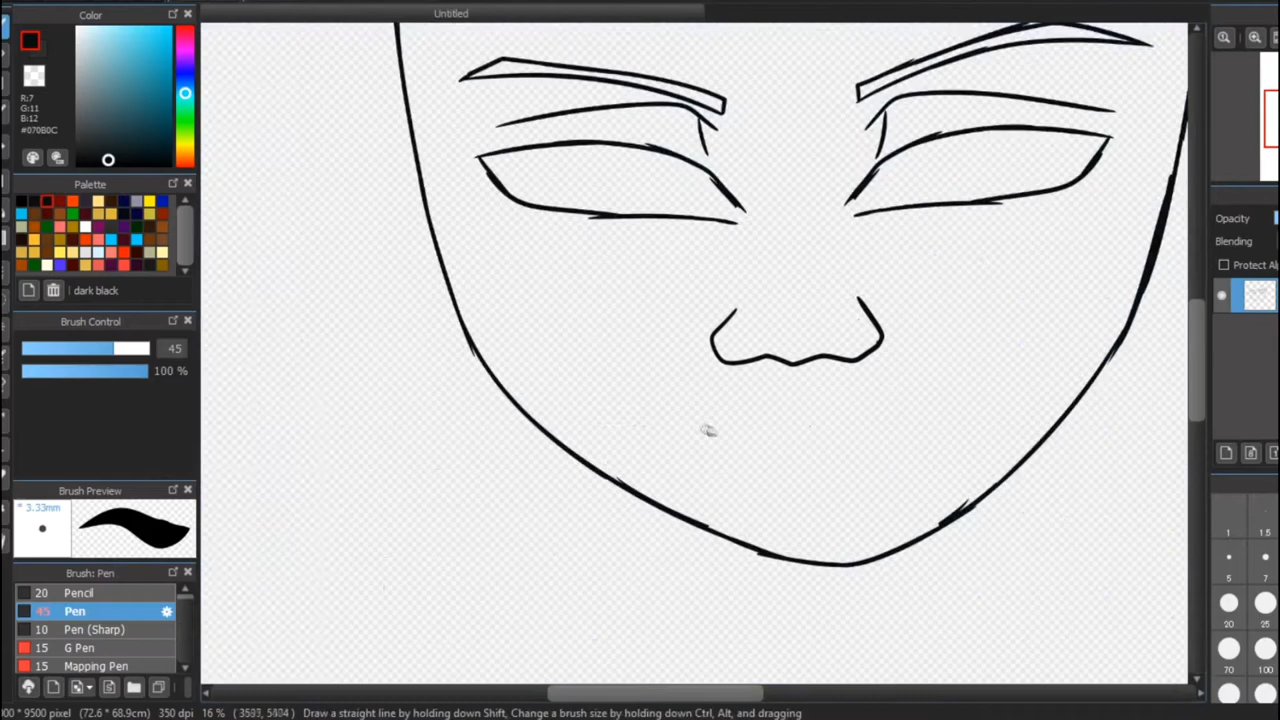 Untitled
Color
R:7
G:11
B:12
#070B0C
Palette
dark black
Brush Control
45
100 %
Brush Preview
* 3.33mm
Brush: Pen
20 Pencil
45 Pen
10 Pen (Sharp)
15 G Pen
15 Mapping Pen
Opacity
Blending
Protect Al
1 1.5
5 7
20 25
70 100
00 * 9500 pixel (72.6 * 68.9cm) 350 dpi 16 % Draw a straight line by holding down Shift, Change a brush size by holding down Ctrl, Alt, and dragging